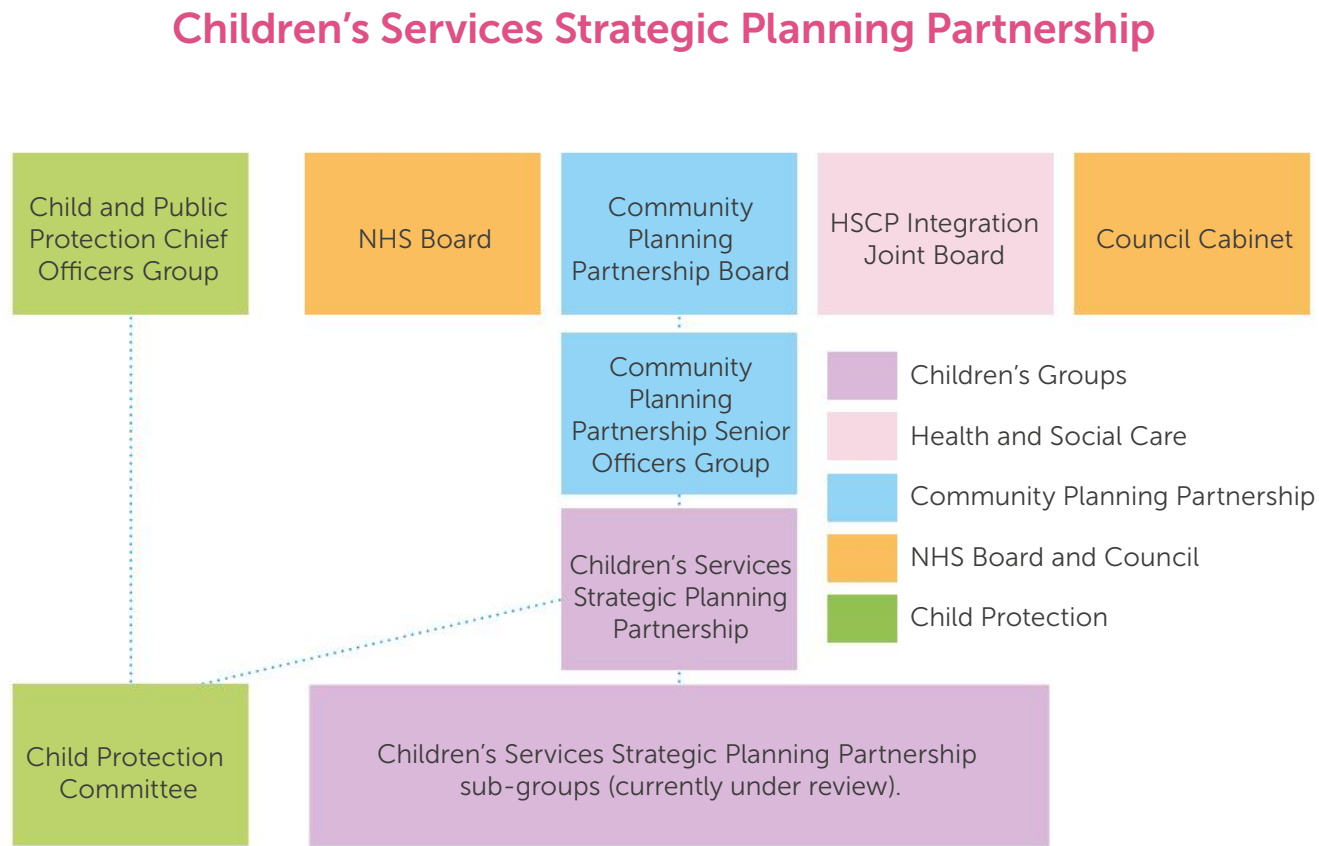 Children’s Services Strategic Planning Partnership
Child and Public
Protection Chief
Officers Group
NHS Board
Community
Planning
Partnership Board
HSCP Integration
Joint Board
Council Cabinet
Community
Planning
Partnership Senior
Officers Group
Children’s Groups
Health and Social Care
Community Planning Partnership
NHS Board and Council
Child Protection
Children’s Services
Strategic Planning
Partnership
Child Protection
Committee
Children’s Services Strategic Planning Partnership
sub-groups (currently under review).